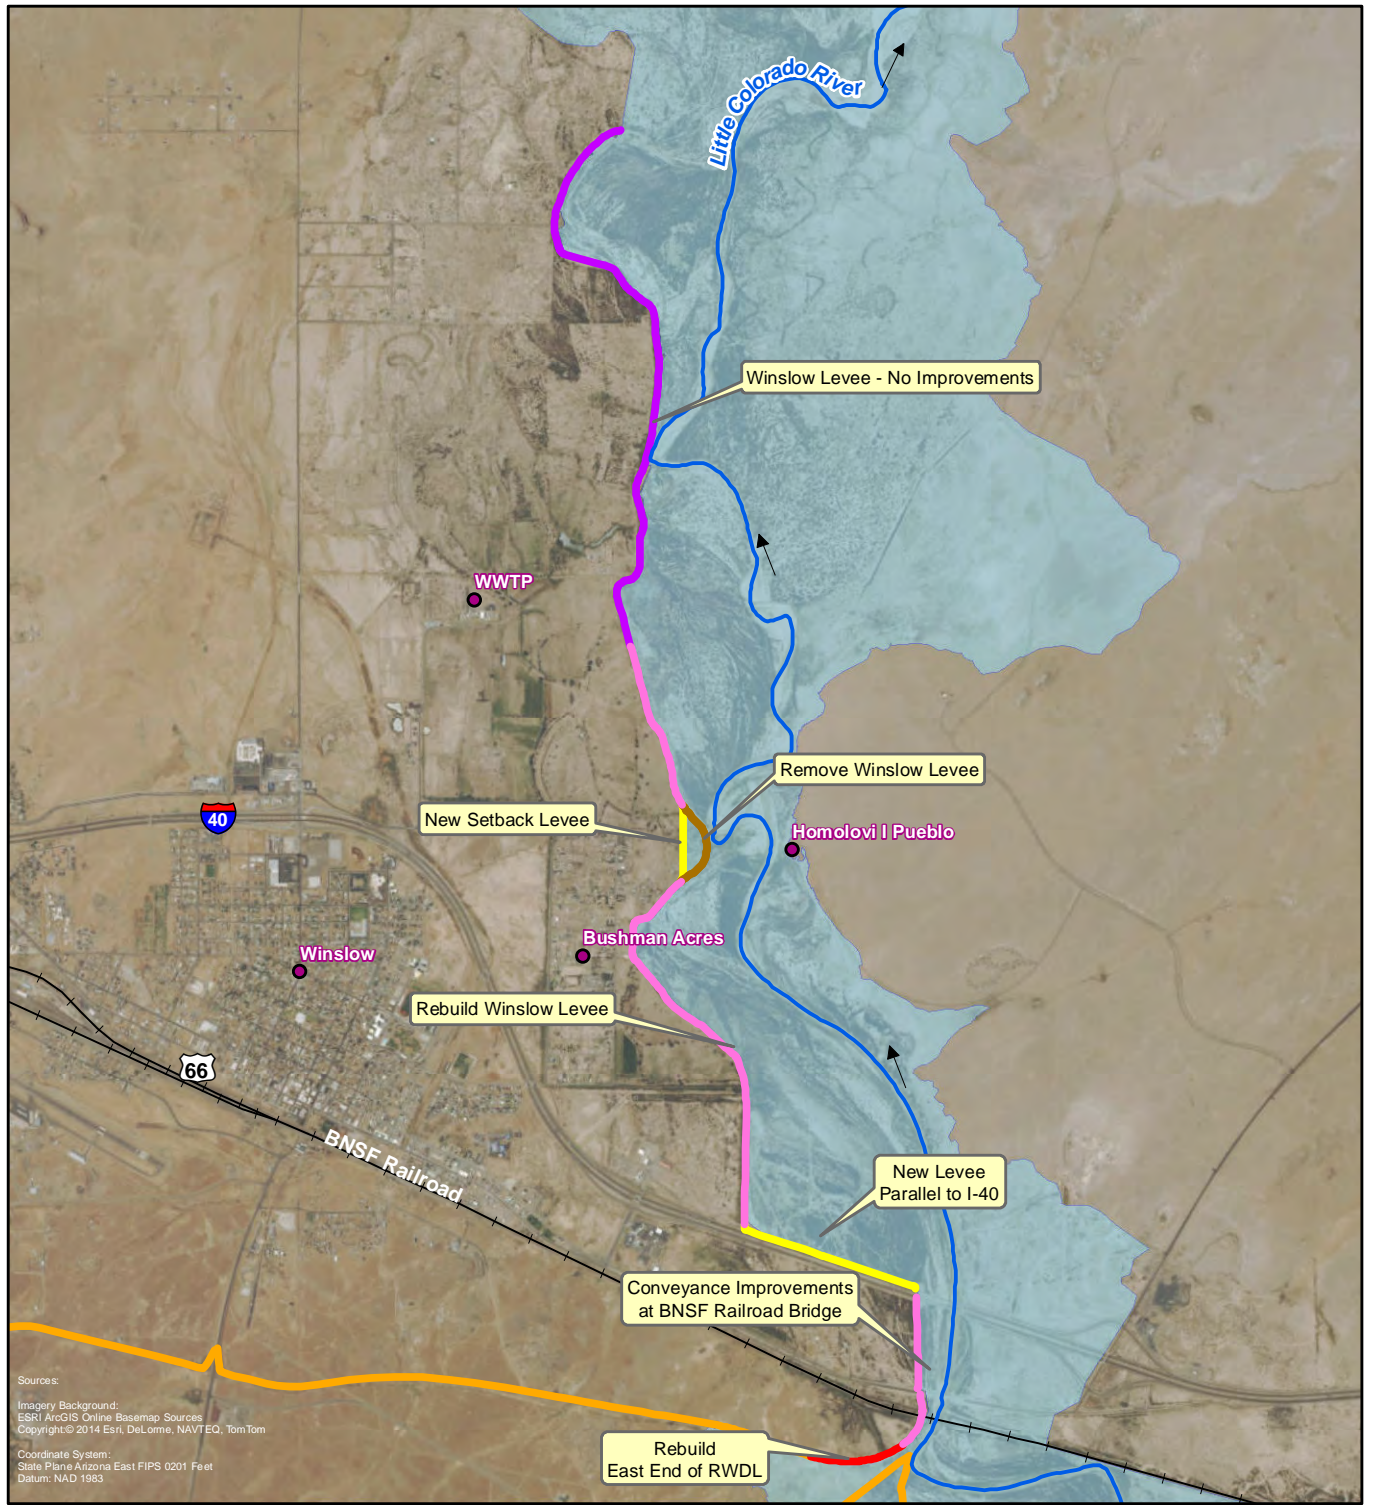 Little Colorado River
Winslow Levee - No Improvements
WWTP
Remove Winslow Levee
New Setback Levee
40
Homolovi I Pueblo
Bushman Acres
Winslow
Rebuild Winslow Levee
66
BNSF Railroad
New Levee
Parallel to I-40
Conveyance Improvements
at BNSF Railroad Bridge
Sources:
Imagery Background:
ESRI ArcGIS Online Basemap Sources
Copyright:© 2014 Esri, DeLorme, NAVTEQ, TomTom
Coordinate System:
State Plane Arizona East FIPS 0201 Feet
Datum: NAD 1983
Rebuild
East End of RWDL